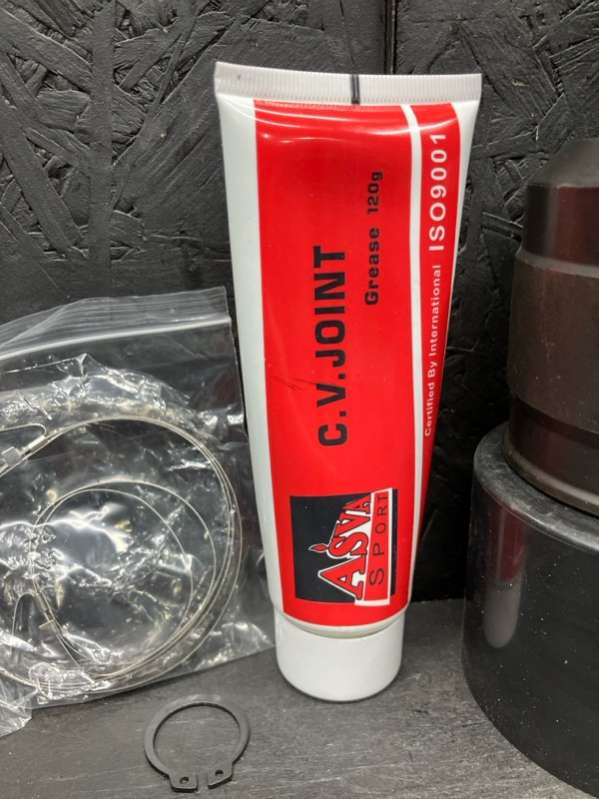 C.V.JOINT
Grease 120g
Certified By International ISO9001
ASVA
SPORT